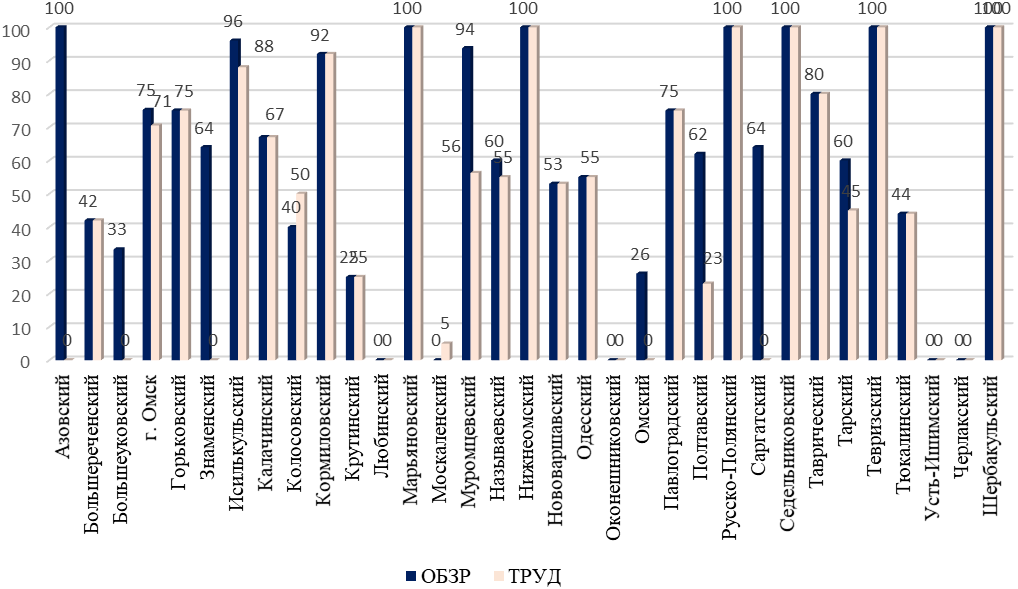 100 100 100 100 100 100 100 100
96 88 92 94
75 71 75 64 67 50 40 56 60 55 53 55 75 62 64 80 60 45
42 33 25 25 5 26 23 44
0 0 0 0 0 0 0 0 0 0 0 0 0 0
100
90
80
70
60
50
40
30
20
10
0
Азовский
Большереченский
Большеуковский
г. Омск
Горьковский
Знаменский
Исилькульский
Калачинский
Колосовский
Кормиловский
Крутинский
Любинский
Марьяновский
Москаленский
Муромцевский
Называевский
Нижнеомский
Нововаршавский
Одесский
Оконешниковский
Омский
Павлоградский
Полтавский
Русско-Полянский
Саргатский
Седельниковский
Таврический
Тарский
Тевризский
Тюкалинский
Усть-Ишимский
Черлакский
Шербакульский
ОБЗР ТРУД